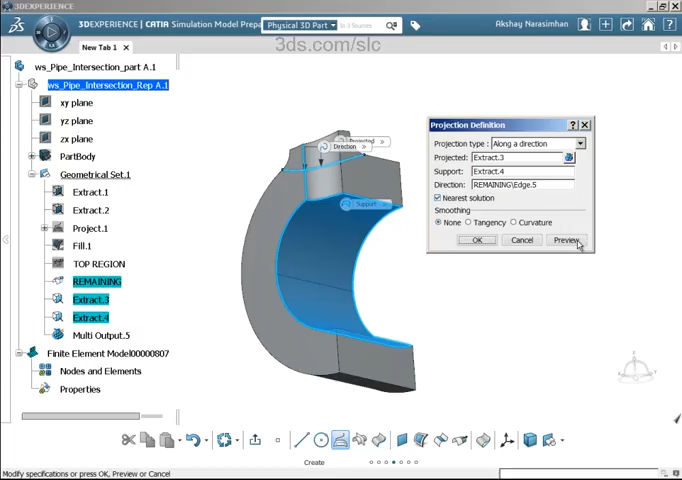 3DEXPERIENCE
3DEXPERIENCE | CATIA Simulation Model Prepa
Physical 3D Part
In 3 Sources
Akshay Narasimhan
New Tab 1
3ds.com/slc
ws_Pipe_Intersection_part A.1
ws_Pipe_Intersection_Rep A.1
xy plane
yz plane
zx plane
PartBody
Geometrical Set.1
Extract.1
Extract.2
Project.1
Fill.1
TOP REGION
REMAINING
Extract.3
Extract.4
Multi Output.5
Finite Element Model00000807
Nodes and Elements
Properties
Projected
Direction
Support
Projection Definition
Projection type : Along a direction
Projected: Extract.3
Support: Extract.4
Direction: REMAINING\Edge.5
Nearest solution
Smoothing
None Tangency Curvature
OK Cancel Preview
Create
Modify specifications or press OK, Preview or Cancel